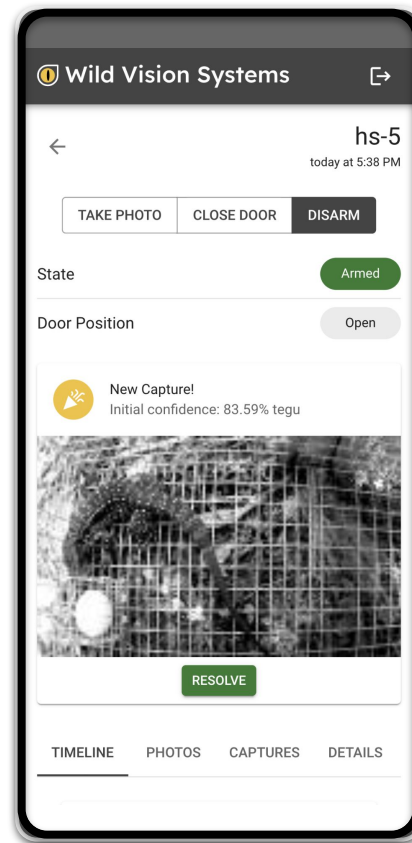 Wild Vision Systems
hs-5
today at 5:38 PM
TAKE PHOTO CLOSE DOOR DISARM
State Armed
Door Position Open
New Capture!
Initial confidence: 83.59% tegu
RESOLVE
TIMELINE PHOTOS CAPTURES DETAILS